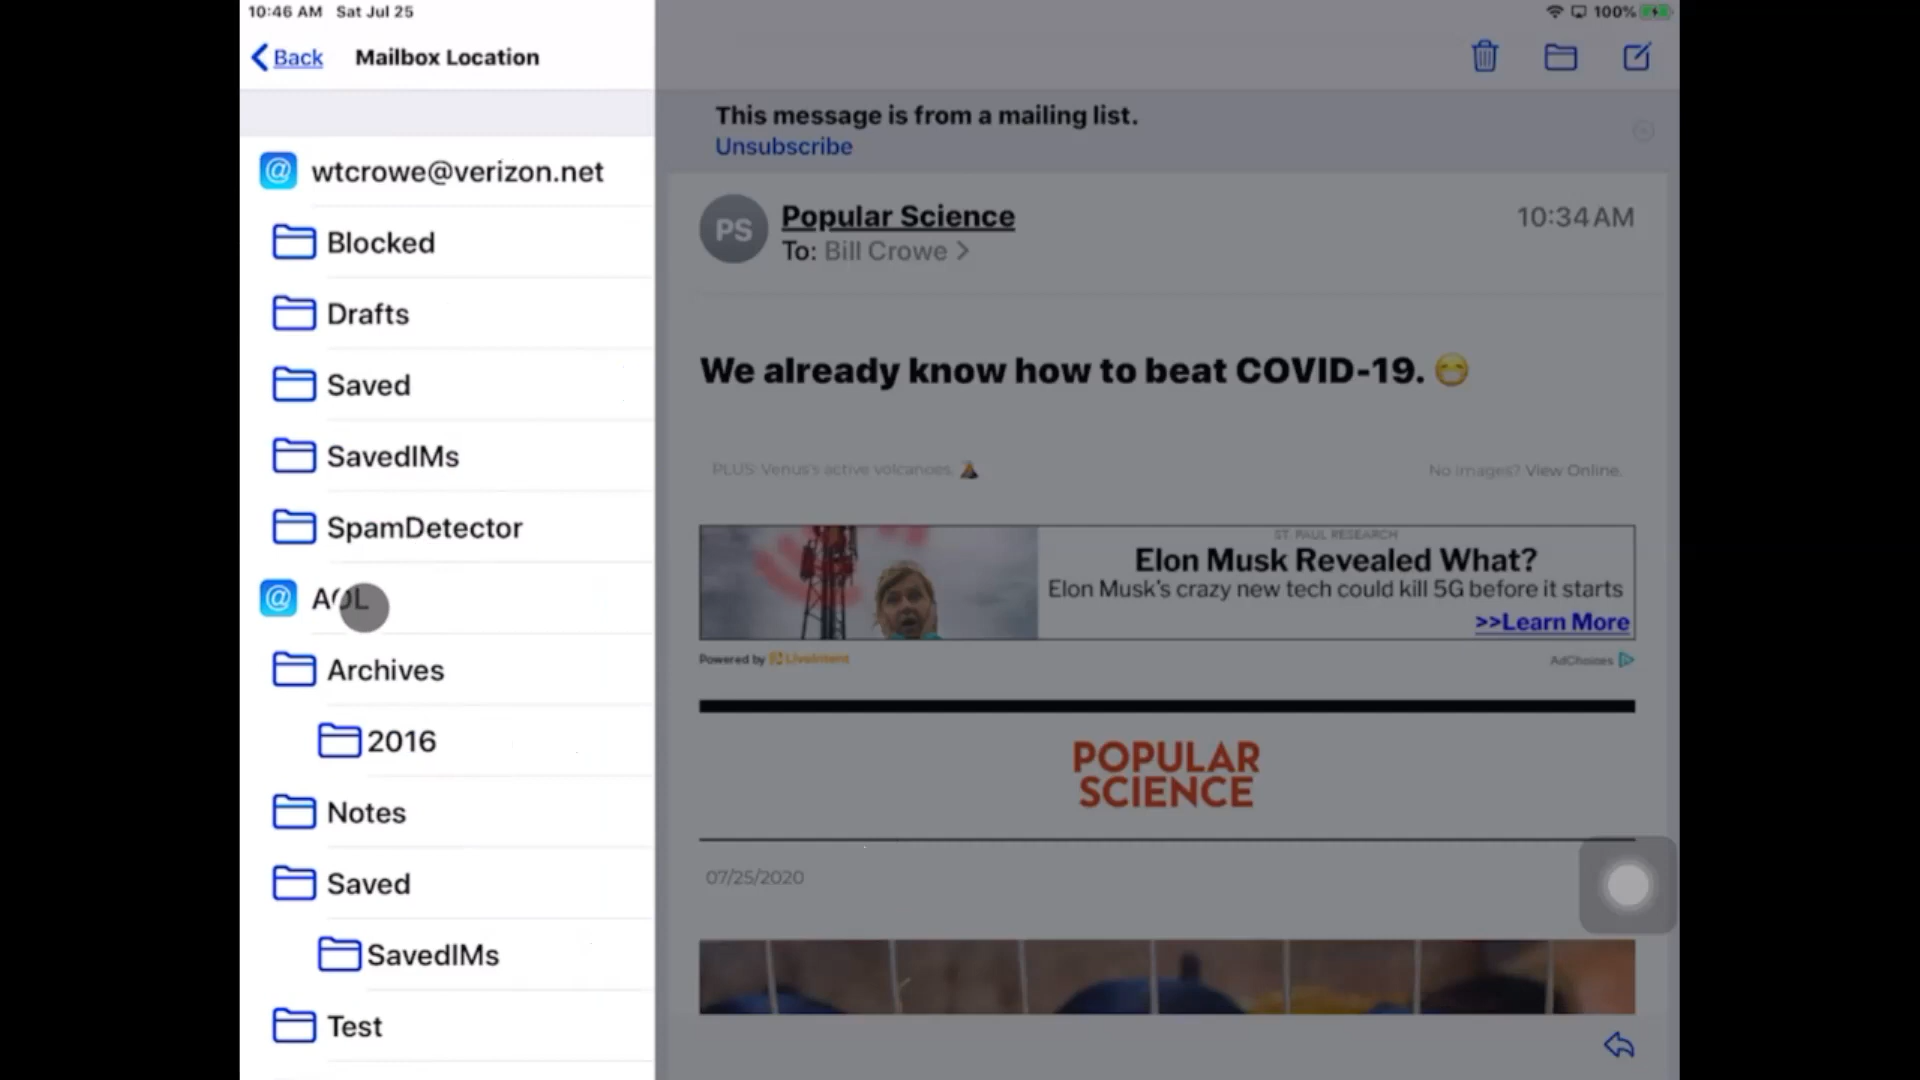 10:46 AM Sat Jul 25
100%
Back
Mailbox Location
wtcrowe@verizon.net
Blocked
Drafts
Saved
SavedIMs
SpamDetector
AOL
Archives
2016
Notes
Saved
SavedIMs
Test
This message is from a mailing list.
Unsubscribe
PS
Popular Science
10:34 AM
To: Bill Crowe >
We already know how to beat COVID-19. 😷
PLUS: Venus's active volcanoes. 🌋
No images? View Online.
ST. PAUL RESEARCH
Elon Musk Revealed What?
Elon Musk's crazy new tech could kill 5G before it starts
>>Learn More
Powered by LiveIntent
AdChoices
POPULAR
SCIENCE
07/25/2020